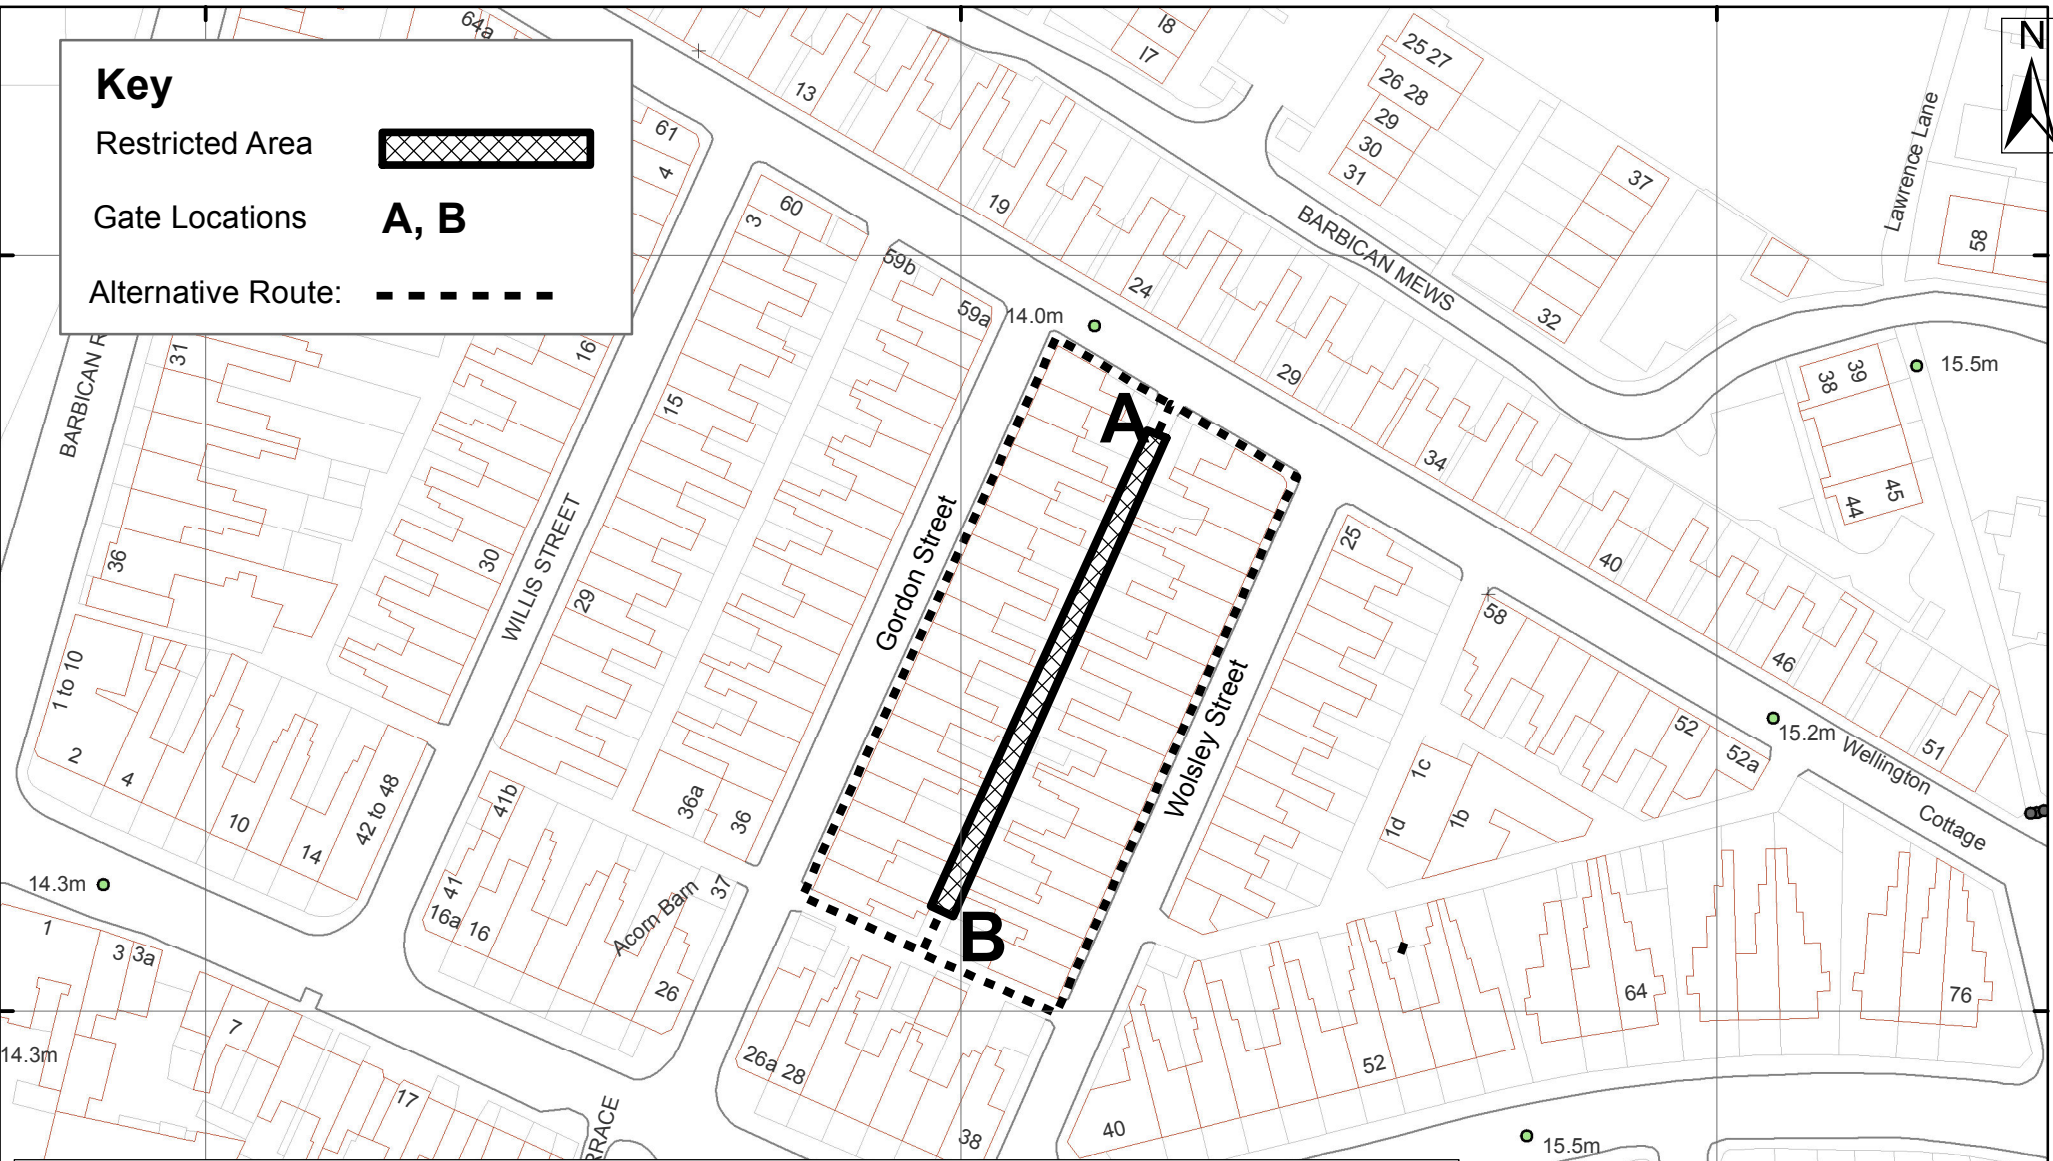 Key
Restricted Area
Gate Locations A, B
Alternative Route:
N
64a
61
4
13
18
17
25 27
26 28
29
30
31
37
32
Lawrence Lane
58
BARBICAN MEWS
3
60
59b
59a
14.0m
19
24
29
34
40
46
51
39
38
15.5m
45
44
BARBICAN R
31
16
15
36
30
WILLIS STREET
29
Gordon Street
A
B
Wolsley Street
25
58
52
52a
15.2m
Wellington
Cottage
1c
1b
1d
1 to 10
2
4
10
14
42 to 48
41b
41
16a 16
36a
36
37
Acorn Barn
26
14.3m
1
3 3a
7
14.3m
17
RRACE
26a 28
38
40
52
64
76
15.5m